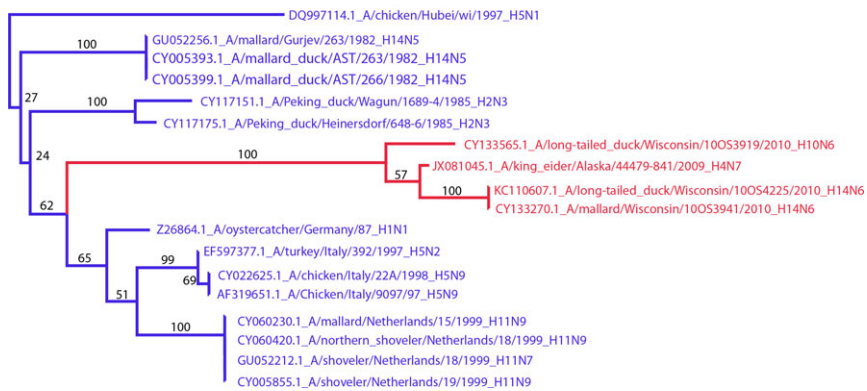 DQ997114.1_A/chicken/Hubei/wi/1997_H5N1
GU052256.1_A/mallard/Gurjev/263/1982_H14N5
100
CY005393.1_A/mallard_duck/AST/263/1982_H14N5
CY005399.1_A/mallard_duck/AST/266/1982_H14N5
27
100
CY117151.1_A/Peking_duck/Wagun/1689-4/1985_H2N3
CY117175.1_A/Peking_duck/Heinersdorf/648-6/1985_H2N3
24
100
CY133565.1_A/long-tailed_duck/Wisconsin/10OS3919/2010_H10N6
JX081045.1_A/king_eider/Alaska/44479-841/2009_H4N7
57
100
KC110607.1_A/long-tailed_duck/Wisconsin/10OS4225/2010_H14N6
CY133270.1_A/mallard/Wisconsin/10OS3941/2010_H14N6
62
Z26864.1_A/oystercatcher/Germany/87_H1N1
65
99
EF597377.1_A/turkey/Italy/392/1997_H5N2
69
CY022625.1_A/chicken/Italy/22A/1998_H5N9
AF319651.1_A/Chicken/Italy/9097/97_H5N9
51
CY060230.1_A/mallard/Netherlands/15/1999_H11N9
100
CY060420.1_A/northern_shoveler/Netherlands/18/1999_H11N9
GU052212.1_A/shoveler/Netherlands/18/1999_H11N7
CY005855.1_A/shoveler/Netherlands/19/1999_H11N9